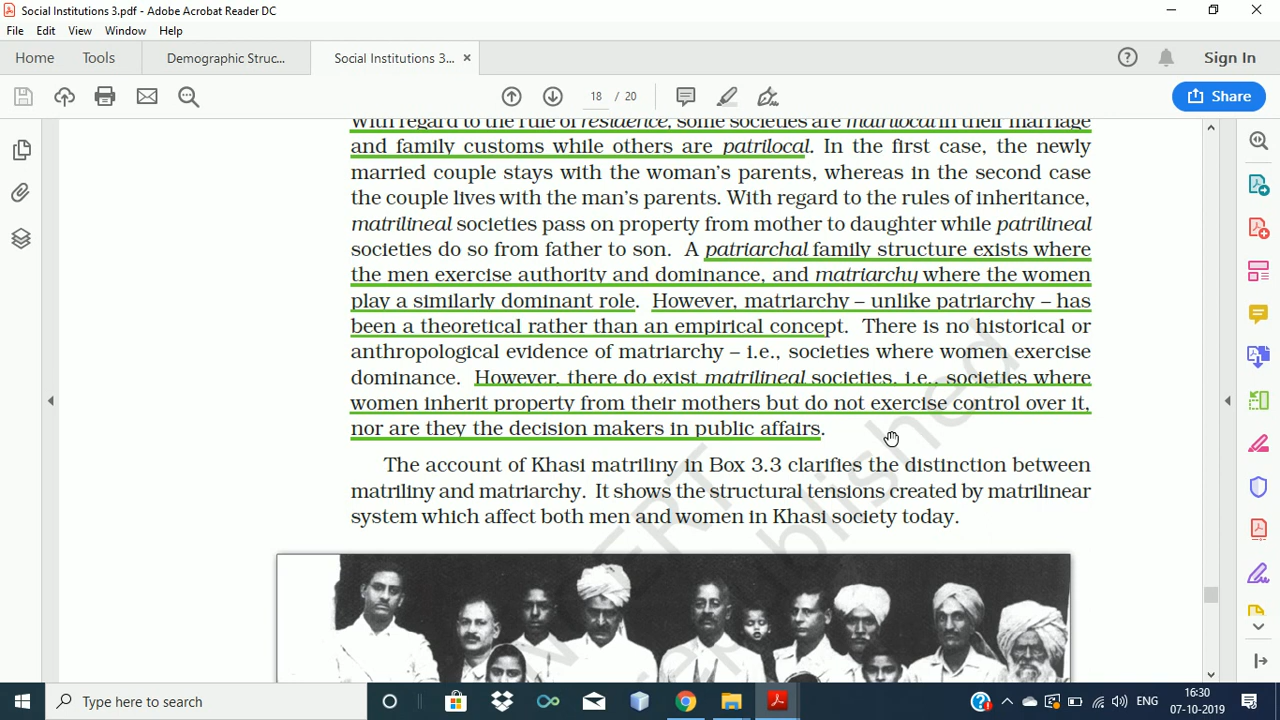 Social Institutions 3.pdf - Adobe Acrobat Reader DC
File Edit View Window Help
Home Tools Demographic Struc... Social Institutions 3... × Sign In
18 / 20 Share
With regard to the rule of residence, some societies are matrilocal in their marriage
and family customs while others are patrilocal. In the first case, the newly
married couple stays with the woman's parents, whereas in the second case
the couple lives with the man's parents. With regard to the rules of inheritance,
matrilineal societies pass on property from mother to daughter while patrilineal
societies do so from father to son. A patriarchal family structure exists where
the men exercise authority and dominance, and matriarchy where the women
play a similarly dominant role. However, matriarchy – unlike patriarchy – has
been a theoretical rather than an empirical concept. There is no historical or
anthropological evidence of matriarchy – i.e., societies where women exercise
dominance. However, there do exist matrilineal societies, i.e., societies where
women inherit property from their mothers but do not exercise control over it,
nor are they the decision makers in public affairs.
The account of Khasi matriliny in Box 3.3 clarifies the distinction between
matriliny and matriarchy. It shows the structural tensions created by matrilinear
system which affect both men and women in Khasi society today.
Type here to search
ENG
16:30
07-10-2019